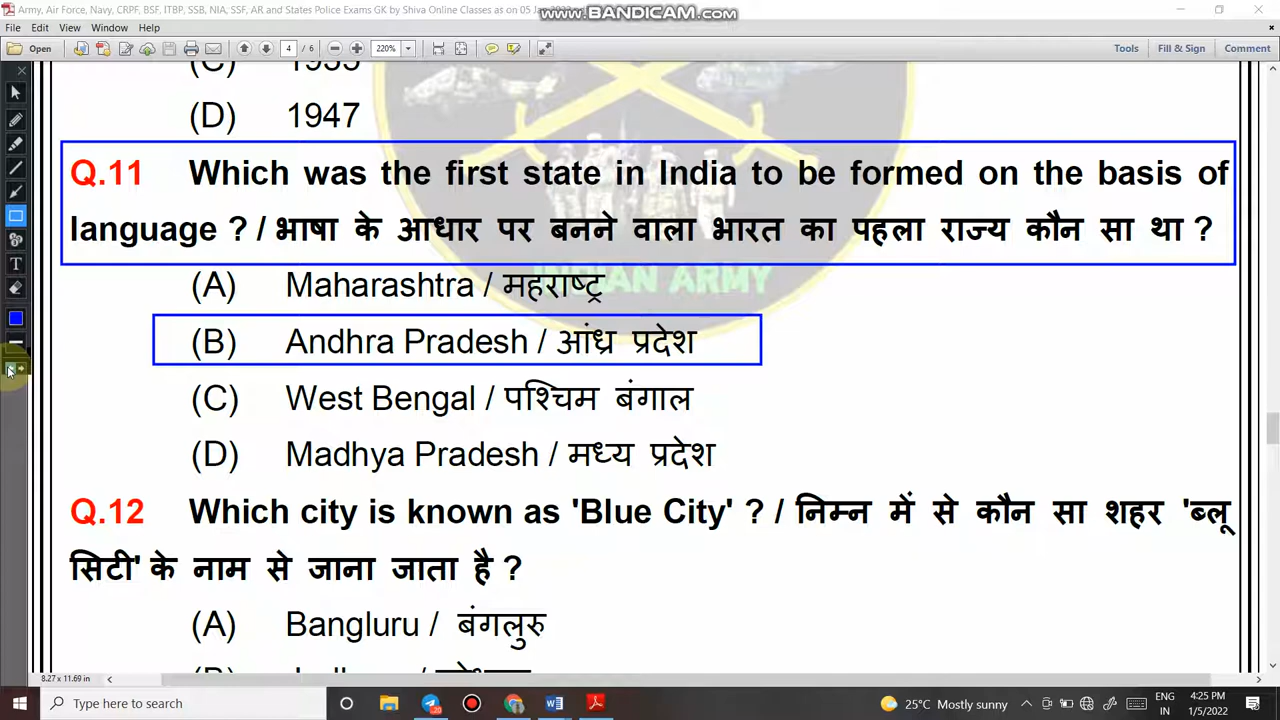 Army, Air Force, Navy, CRPF, BSF, ITBP, SSB, NIA, SSF, AR and States Police Exams GK by Shiva Online Classes as on 05 Ja
www.BANDICAM.com
File Edit View Window Help
Open 4 / 6 220% Tools Fill & Sign Comment
(D) 1947
Q.11 Which was the first state in India to be formed on the basis of
language ? / भाषा के आधार पर बनने वाला भारत का पहला राज्य कौन सा था ?
(A) Maharashtra / महराष्ट्र
INDIAN ARMY
(B) Andhra Pradesh / आंध्र प्रदेश
(C) West Bengal / पश्चिम बंगाल
(D) Madhya Pradesh / मध्य प्रदेश
Q.12 Which city is known as 'Blue City' ? / निम्न में से कौन सा शहर 'ब्लू
सिटी' के नाम से जाना जाता है ?
(A) Bangluru / बंगलुरु
8.27 x 11.69 in
Type here to search
25°C Mostly sunny
ENG
IN
4:25 PM
1/5/2022